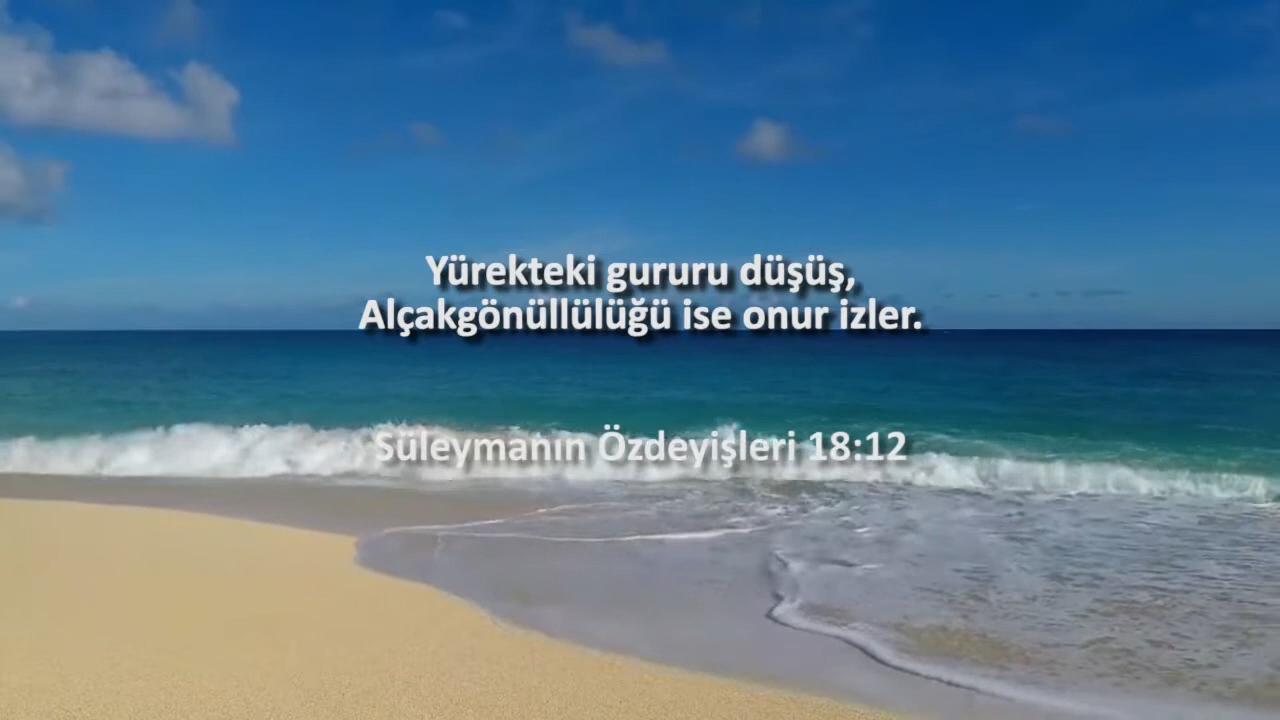 Yürekteki gururu düşüş,
Alçakgönüllülüğü ise onur izler.
Süleymanın Özdeyişleri 18:12